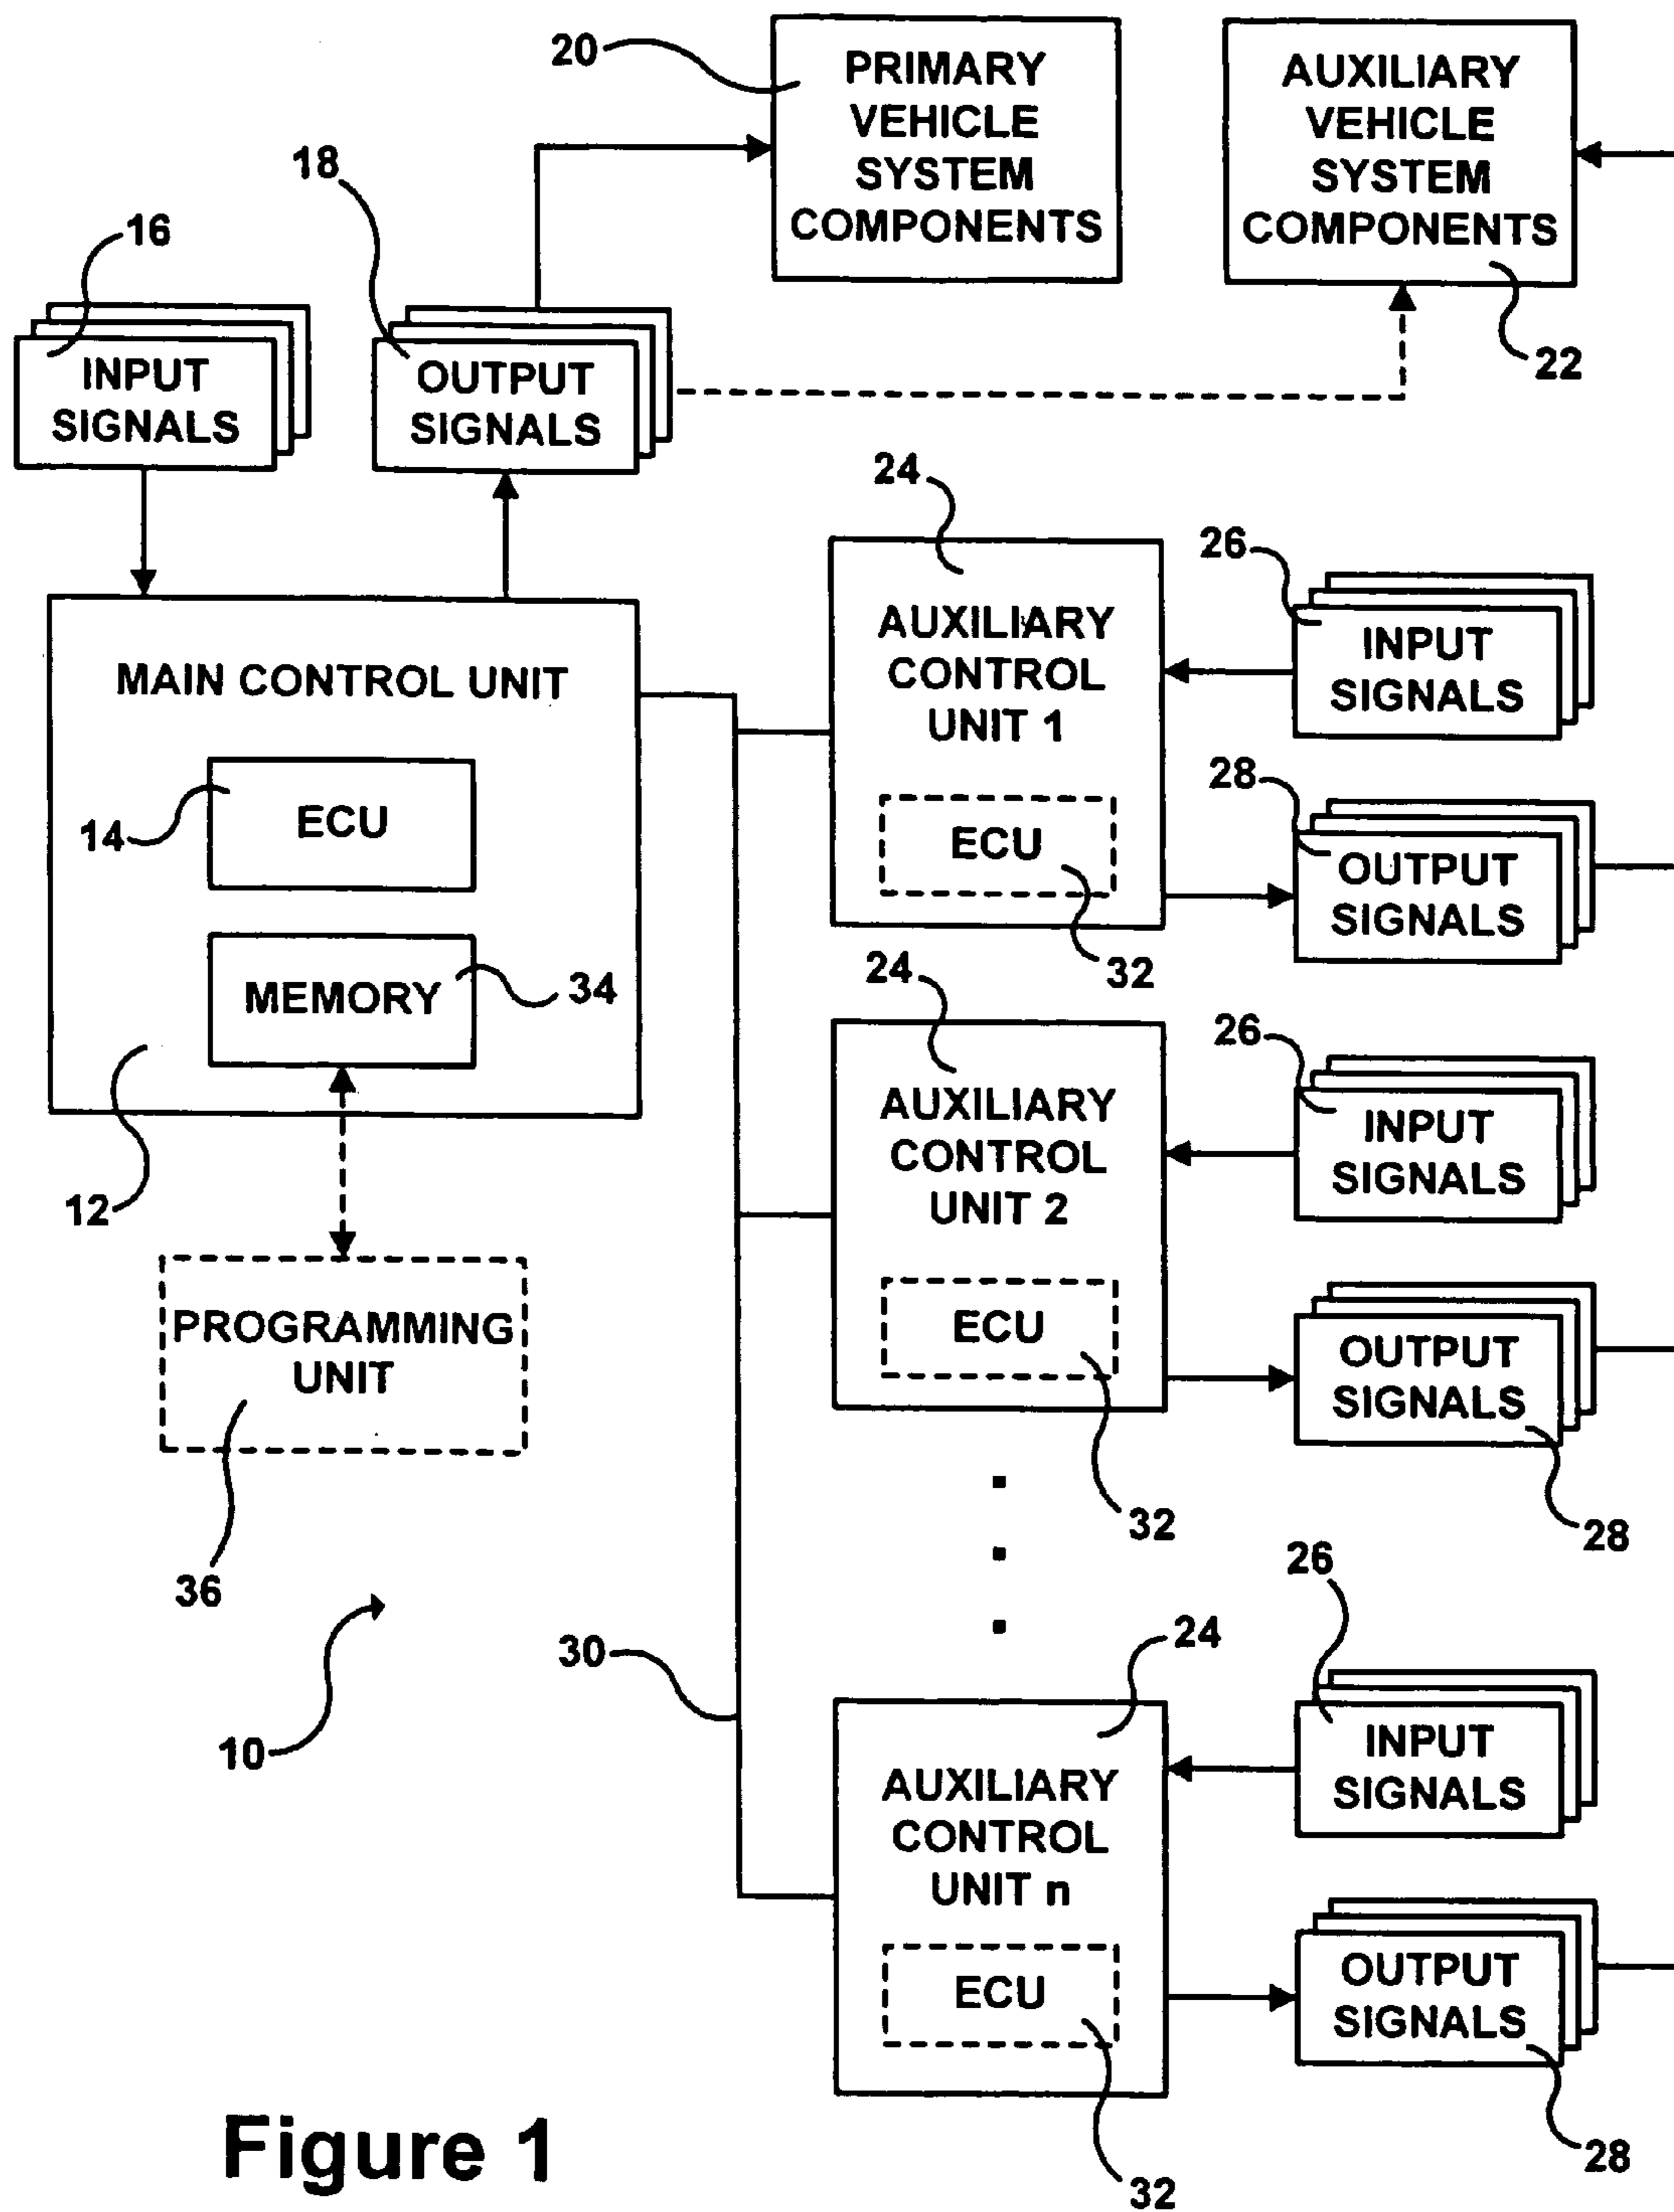 20
PRIMARY
VEHICLE
SYSTEM
COMPONENTS
AUXILIARY
VEHICLE
SYSTEM
COMPONENTS
22
16
INPUT
SIGNALS
18
OUTPUT
SIGNALS
MAIN CONTROL UNIT
14
ECU
MEMORY
34
12
PROGRAMMING
UNIT
36
10
30
24
AUXILIARY
CONTROL
UNIT 1
ECU
32
26
INPUT
SIGNALS
28
OUTPUT
SIGNALS
24
AUXILIARY
CONTROL
UNIT 2
ECU
32
26
INPUT
SIGNALS
OUTPUT
SIGNALS
28
24
AUXILIARY
CONTROL
UNIT n
ECU
32
26
INPUT
SIGNALS
OUTPUT
SIGNALS
28
Figure 1